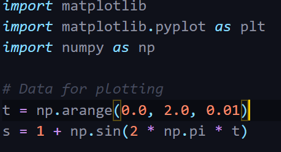 import matplotlib
import matplotlib.pyplot as plt
import numpy as np
# Data for plotting
t = np.arange(0.0, 2.0, 0.01)
s = 1 + np.sin(2 * np.pi * t)